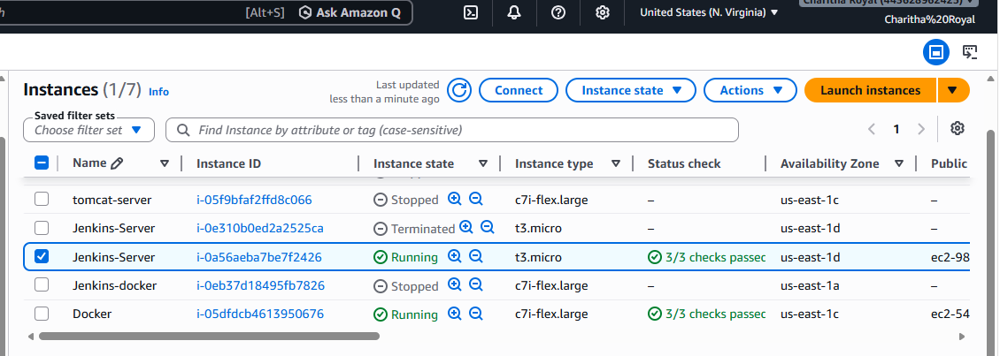 [Alt+S] Ask Amazon Q United States (N. Virginia)
Charitha%20Royal
Instances (1/7) Info Last updated less than a minute ago Connect Instance state Actions Launch instances
Saved filter sets
Choose filter set Find Instance by attribute or tag (case-sensitive) 1
Name Instance ID Instance state Instance type Status check Availability Zone Public
tomcat-server i-05f9bfaf2ffd8c066 Stopped c7i-flex.large – us-east-1c –
Jenkins-Server i-0e310b0ed2a2525ca Terminated t3.micro – us-east-1d –
Jenkins-Server i-0a56aeba7be7f2426 Running t3.micro 3/3 checks passed us-east-1d ec2-98
Jenkins-docker i-0eb37d18495fb7826 Stopped c7i-flex.large – us-east-1a –
Docker i-05dfdcb4613950676 Running c7i-flex.large 3/3 checks passed us-east-1c ec2-54